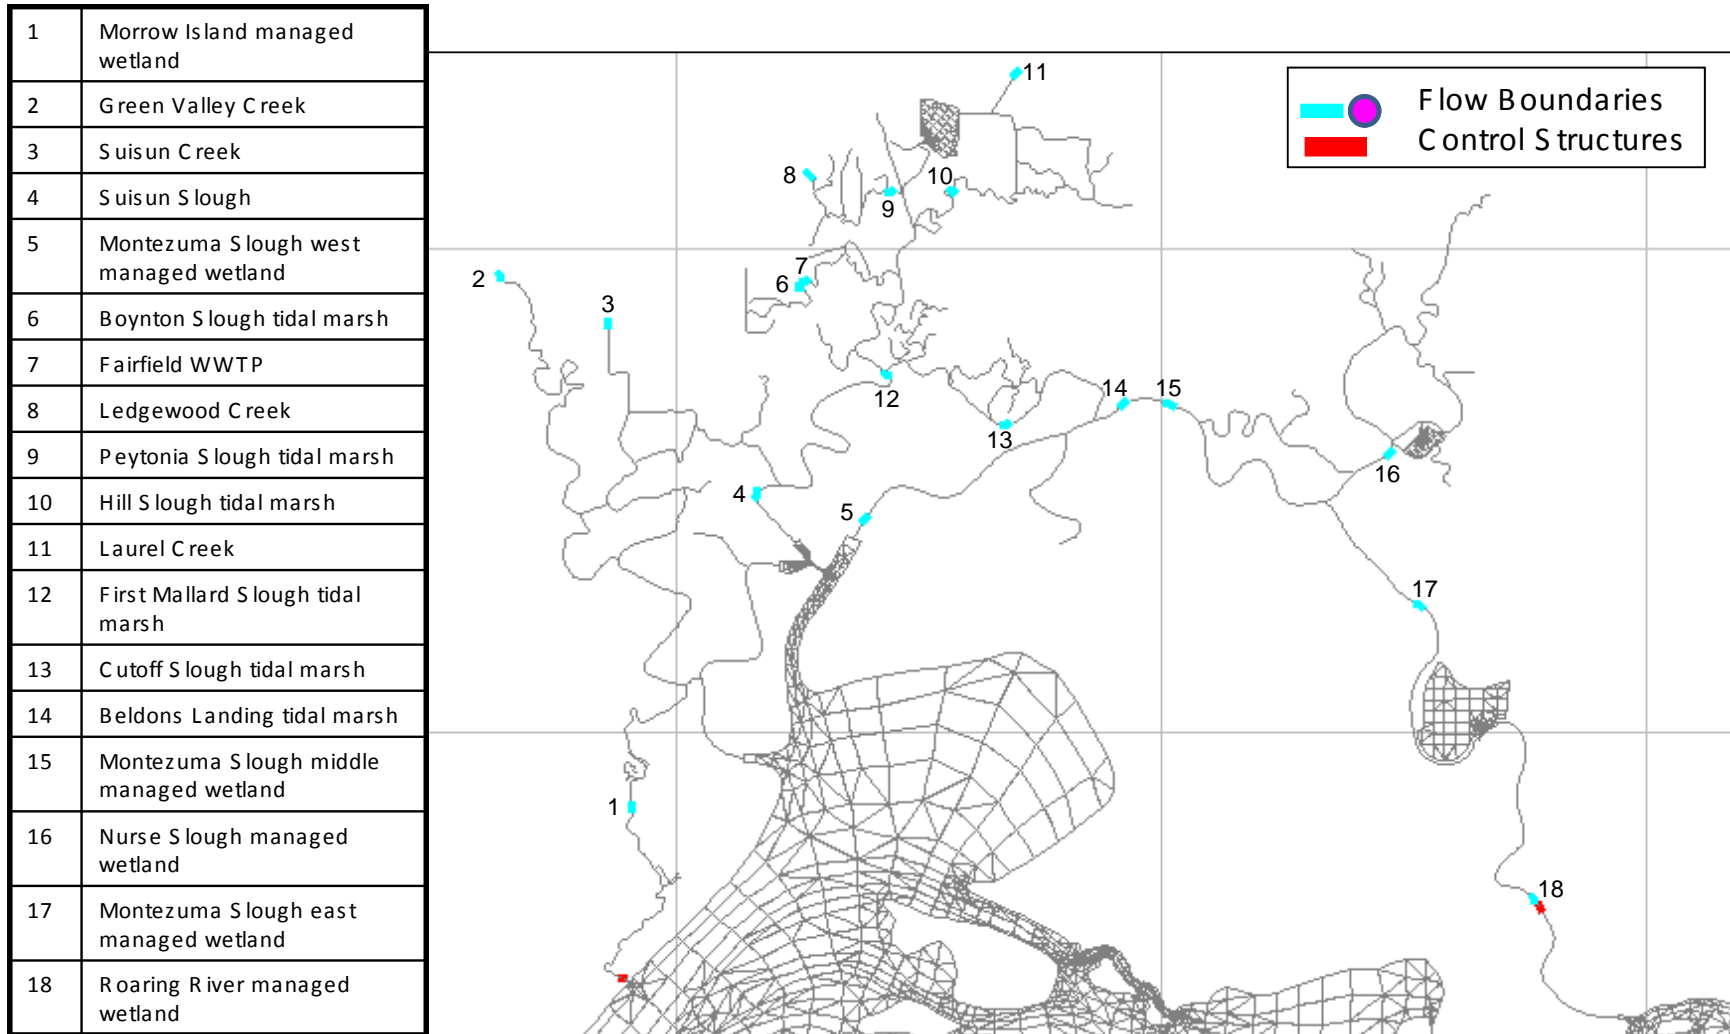 1 Morrow Island managed
wetland
2 Green Valley Creek
3 Suisun Creek
4 Suisun Slough
5 Montezuma Slough west
managed wetland
6 Boynton Slough tidal marsh
7 Fairfield WWTP
8 Ledgewood Creek
9 Peytonia Slough tidal marsh
10 Hill Slough tidal marsh
11 Laurel Creek
12 First Mallard Slough tidal
marsh
13 Cutoff Slough tidal marsh
14 Beldons Landing tidal marsh
15 Montezuma Slough middle
managed wetland
16 Nurse Slough managed
wetland
17 Montezuma Slough east
managed wetland
18 Roaring River managed
wetland
Flow Boundaries
Control Structures
11
8
10
9
2
7
6
3
12
14
15
13
16
4
5
17
1
18